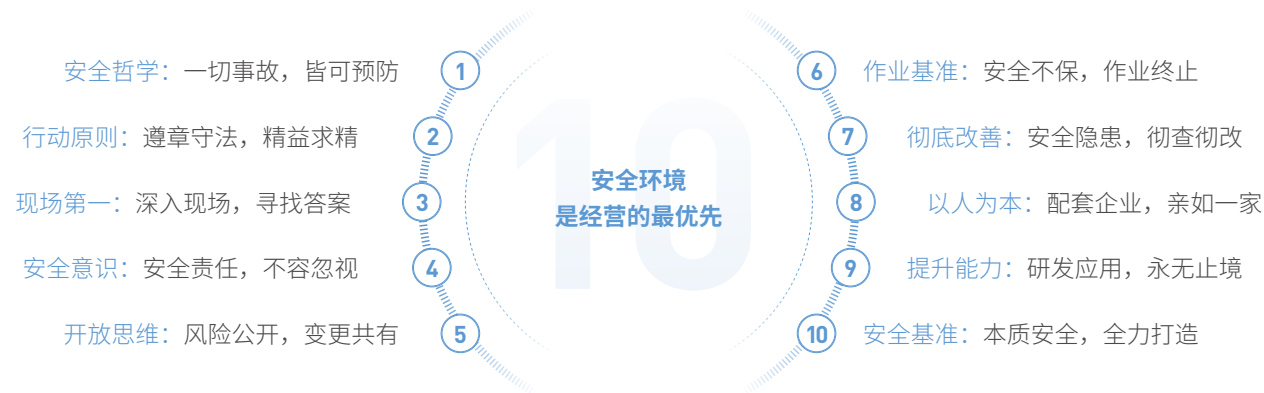 安全哲学：一切事故，皆可预防
1
行动原则：遵章守法，精益求精
2
现场第一：深入现场，寻找答案
3
安全意识：安全责任，不容忽视
4
开放思维：风险公开，变更共有
5
10
安全环境
是经营的最优先
6
作业基准：安全不保，作业终止
7
彻底改善：安全隐患，彻查彻改
8
以人为本：配套企业，亲如一家
9
提升能力：研发应用，永无止境
10
安全基准：本质安全，全力打造